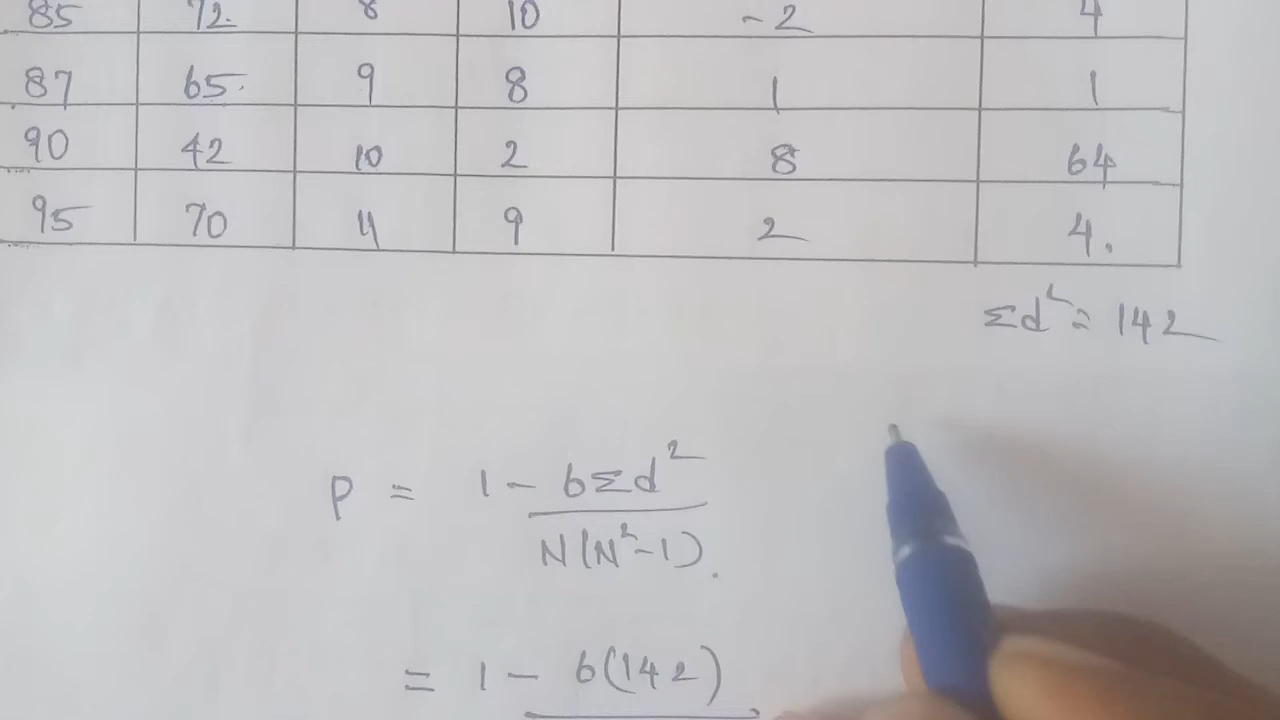 85 72. 8 10 -2 4
87 65. 9 8 1 1
90 42 10 2 8 64
95 70 11 9 2 4.
Σd² = 142
P = 1 - 6Σd²
N(N²-1).
= 1 - 6(142)